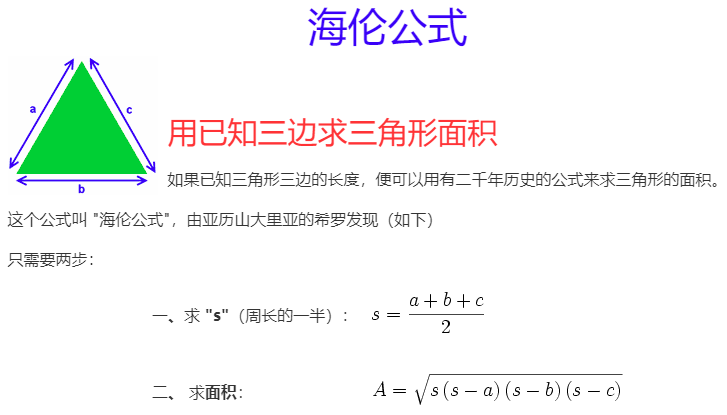 海伦公式
a
c
b
用已知三边求三角形面积
如果已知三角形三边的长度，便可以用有二千年历史的公式来求三角形的面积。
这个公式叫 "海伦公式"，由亚历山大里亚的希罗发现（如下）
只需要两步：
一、求 "s"（周长的一半）： s = (a + b + c) / 2
二、 求面积： A = √(s (s − a) (s − b) (s − c))